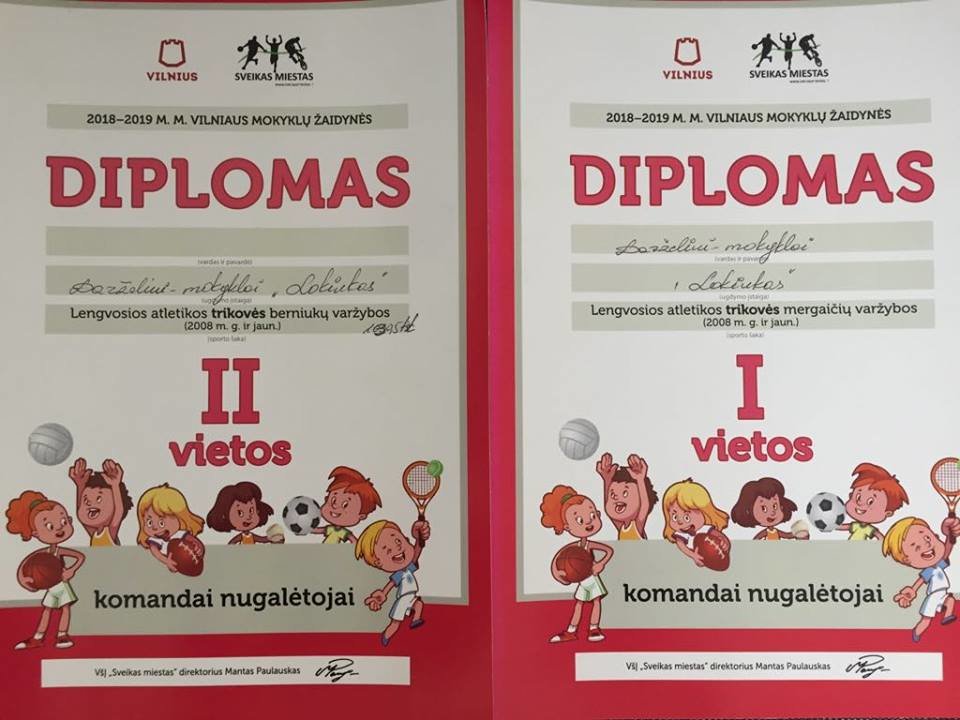 VILNIUS
SVEIKAS MIESTAS
2018–2019 M. M. VILNIAUS MOKYKLŲ ŽAIDYNĖS
DIPLOMAS
(vardas ir pavardė)
Darželiui-mokyklai „Lokiukas"
(ugdymo įstaiga)
Lengvosios atletikos trikovės berniukų varžybos
(2008 m. g. ir jaun.)
(sporto šaka)
II
vietos
komandai nugalėtojai
VšĮ „Sveikas miestas" direktorius Mantas Paulauskas
VILNIUS
SVEIKAS MIESTAS
2018–2019 M. M. VILNIAUS MOKYKLŲ ŽAIDYNĖS
DIPLOMAS
Darželiui-mokyklai
(vardas ir pavardė)
„Lokiukas"
(ugdymo įstaiga)
Lengvosios atletikos trikovės mergaičių varžybos
(2008 m. g. ir jaun.)
(sporto šaka)
I
vietos
komandai nugalėtojai
VšĮ „Sveikas miestas" direktorius Mantas Paulauskas